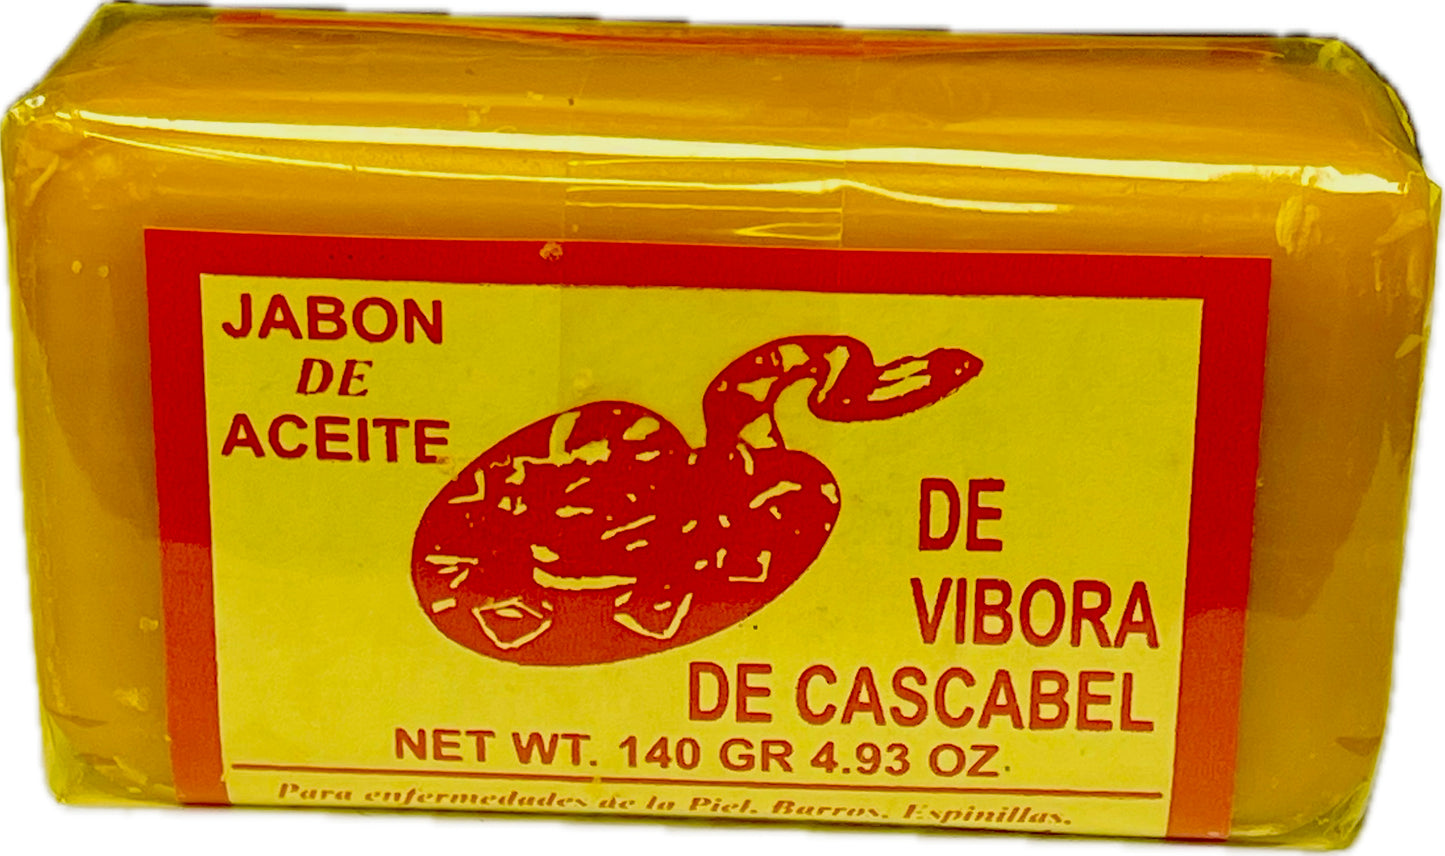 JABON
DE
ACEITE
DE
VIBORA
DE CASCABEL
NET WT. 140 GR 4.93 OZ.
Para enfermedades de la Piel, Barros, Espinillas,